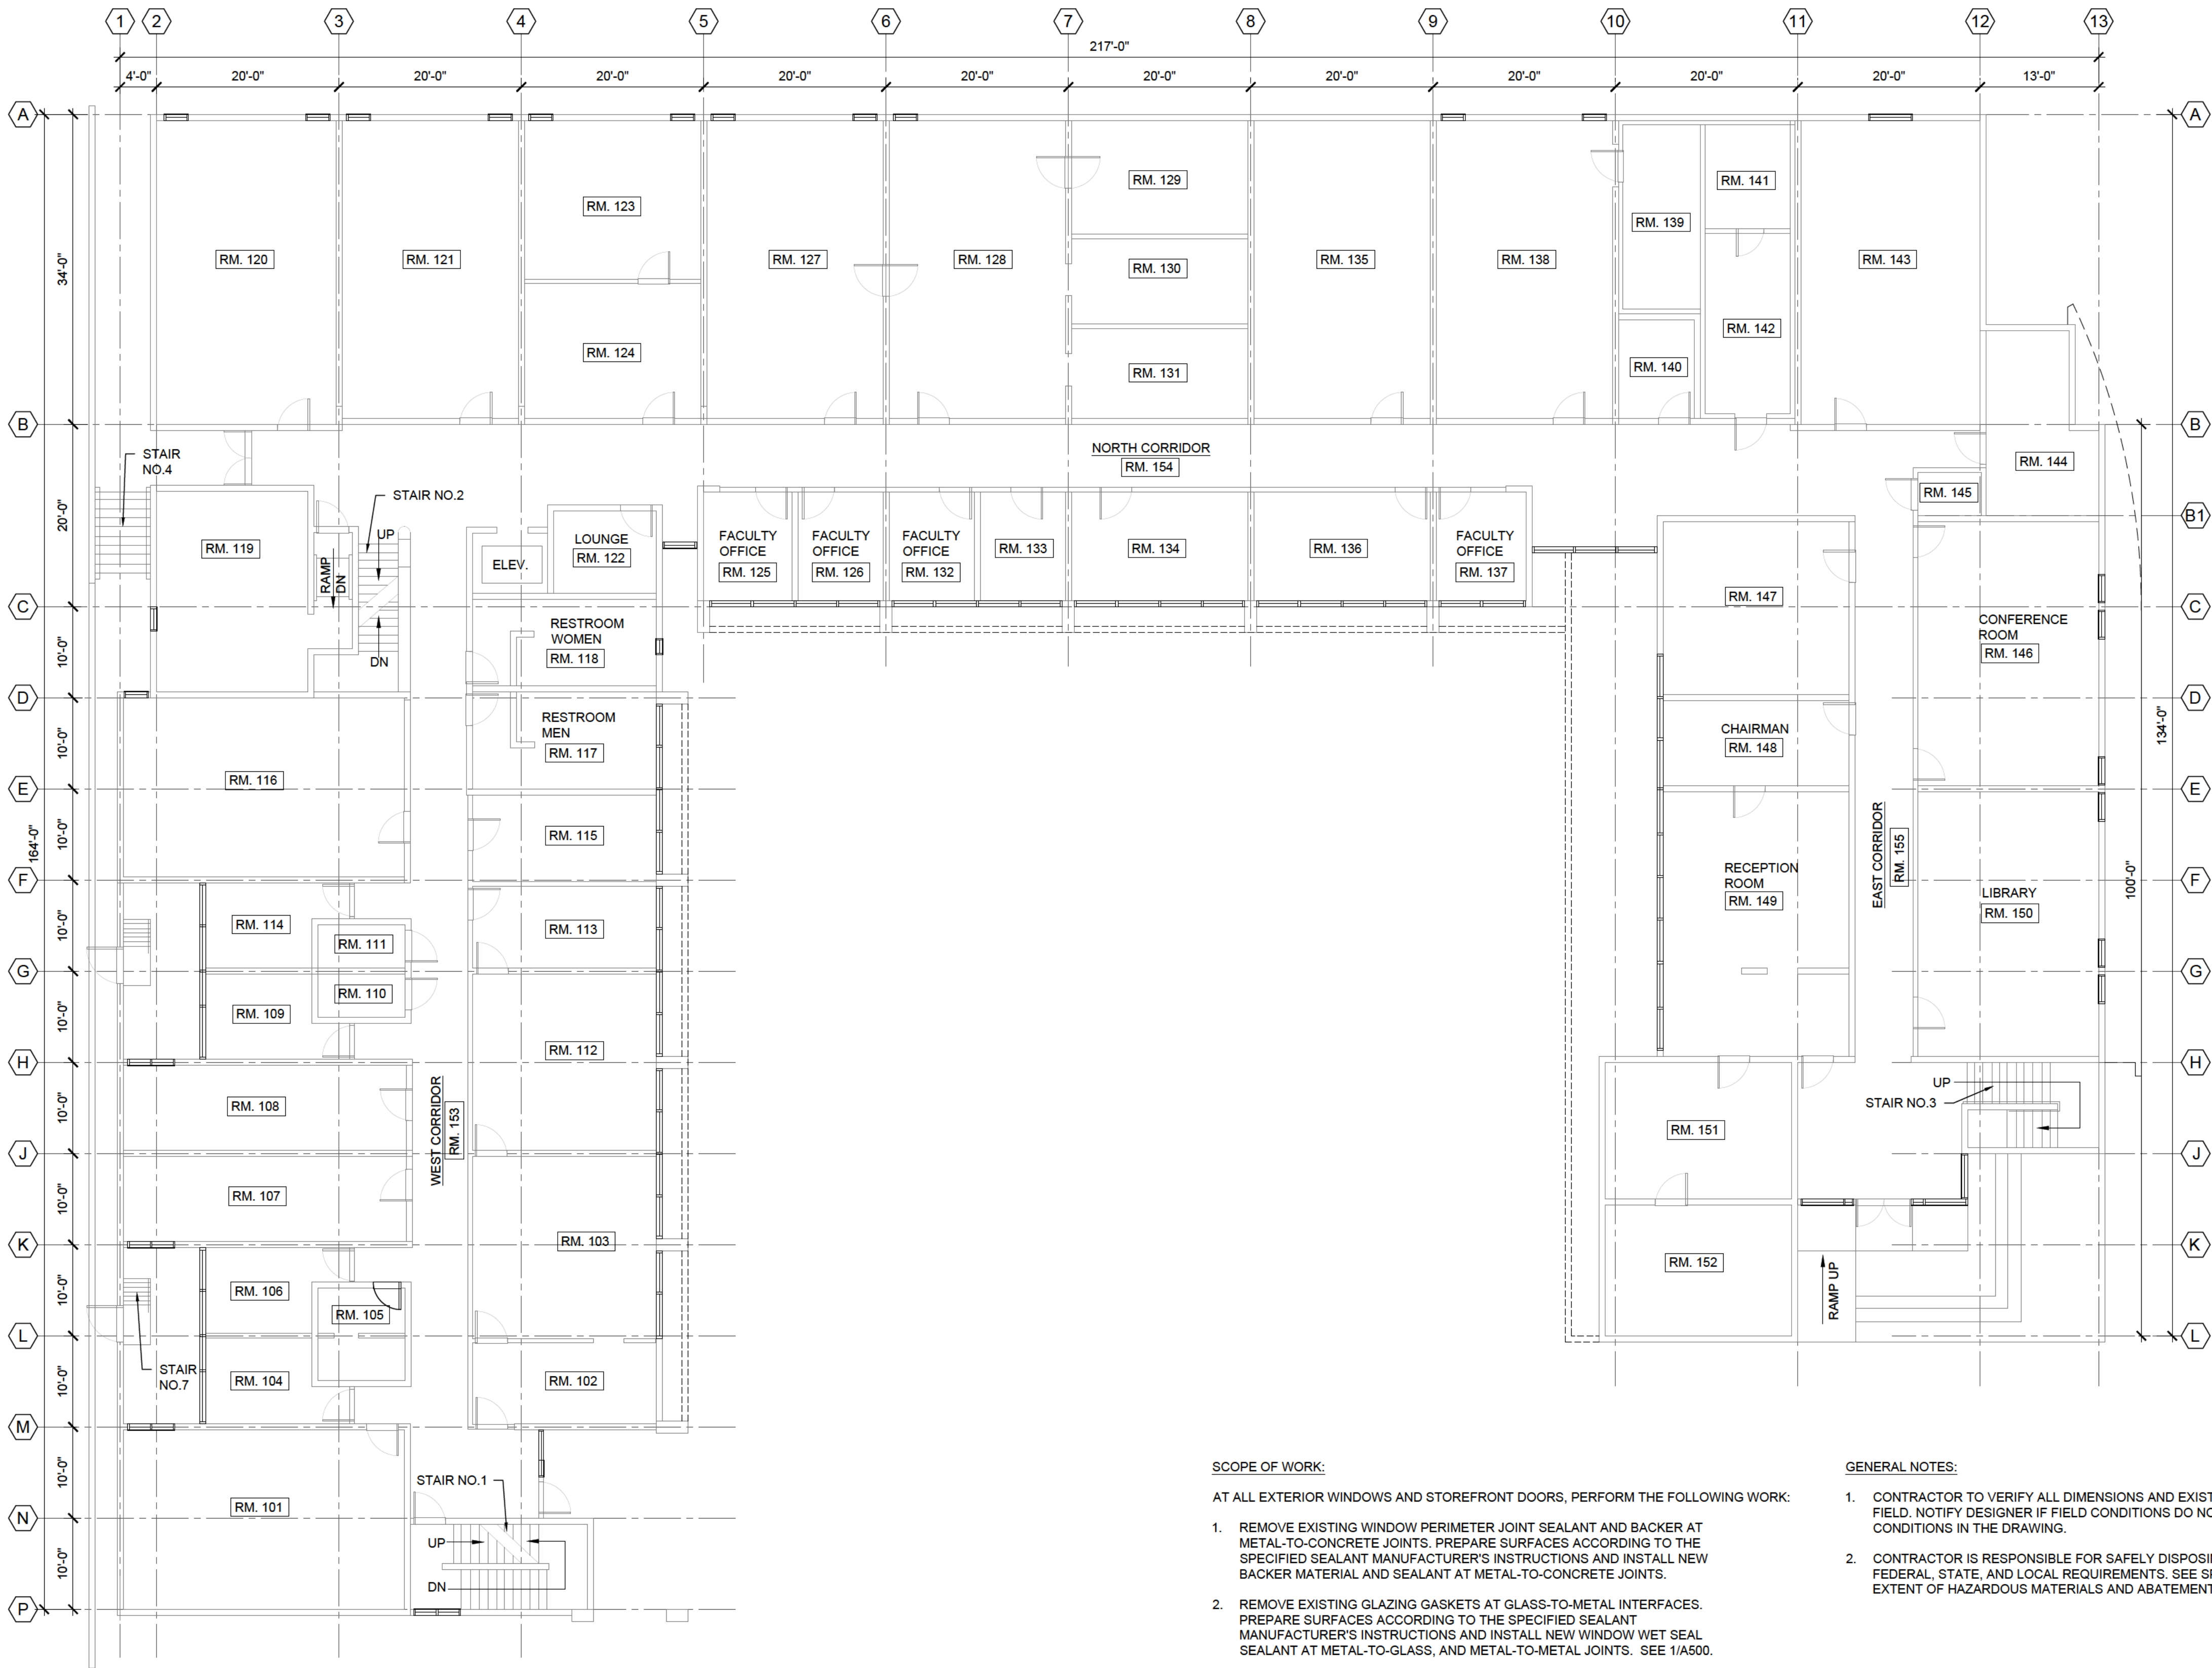 1 2 3 4 5 6 7 8 9 10 11 12 13
217'-0"
4'-0" 20'-0" 20'-0" 20'-0" 20'-0" 20'-0" 20'-0" 20'-0" 20'-0" 20'-0" 20'-0" 13'-0"
A
A
34'-0"
RM. 129
RM. 141
RM. 123
RM. 139
RM. 120
RM. 121
RM. 127
RM. 128
RM. 130
RM. 135
RM. 138
RM. 143
RM. 142
RM. 124
RM. 131
RM. 140
B
B
NORTH CORRIDOR
RM. 154
STAIR
NO.4
RM. 144
STAIR NO.2
RM. 145
20'-0"
B1
UP
RM. 119
RAMP
DN
ELEV.
LOUNGE
RM. 122
FACULTY
OFFICE
RM. 125
FACULTY
OFFICE
RM. 126
FACULTY
OFFICE
RM. 132
RM. 133
RM. 134
RM. 136
FACULTY
OFFICE
RM. 137
RM. 147
C
C
RESTROOM
WOMEN
RM. 118
CONFERENCE
ROOM
RM. 146
10'-0"
DN
D
D
RESTROOM
MEN
RM. 117
CHAIRMAN
RM. 148
134'-0"
10'-0"
RM. 116
E
E
164'-0"
10'-0"
RM. 115
EAST CORRIDOR
RM. 155
RECEPTION
ROOM
RM. 149
100'-0"
F
F
LIBRARY
RM. 150
10'-0"
RM. 114
RM. 111
RM. 113
G
G
RM. 110
10'-0"
RM. 109
RM. 112
H
H
UP
STAIR NO.3
10'-0"
RM. 108
WEST CORRIDOR
RM. 153
RM. 151
J
J
10'-0"
RM. 107
RM. 103
K
K
RM. 152
10'-0"
RM. 106
RM. 105
RAMP UP
L
L
STAIR
NO.7
10'-0"
RM. 104
RM. 102
M
10'-0"
STAIR NO.1
RM. 101
N
UP
10'-0"
DN
P
SCOPE OF WORK:
AT ALL EXTERIOR WINDOWS AND STOREFRONT DOORS, PERFORM THE FOLLOWING WORK:
1. REMOVE EXISTING WINDOW PERIMETER JOINT SEALANT AND BACKER AT
METAL-TO-CONCRETE JOINTS. PREPARE SURFACES ACCORDING TO THE
SPECIFIED SEALANT MANUFACTURER'S INSTRUCTIONS AND INSTALL NEW
BACKER MATERIAL AND SEALANT AT METAL-TO-CONCRETE JOINTS.
2. REMOVE EXISTING GLAZING GASKETS AT GLASS-TO-METAL INTERFACES.
PREPARE SURFACES ACCORDING TO THE SPECIFIED SEALANT
MANUFACTURER'S INSTRUCTIONS AND INSTALL NEW WINDOW WET SEAL
SEALANT AT METAL-TO-GLASS, AND METAL-TO-METAL JOINTS. SEE 1/A500.
GENERAL NOTES:
1. CONTRACTOR TO VERIFY ALL DIMENSIONS AND EXIST
FIELD. NOTIFY DESIGNER IF FIELD CONDITIONS DO NO
CONDITIONS IN THE DRAWING.
2. CONTRACTOR IS RESPONSIBLE FOR SAFELY DISPOSI
FEDERAL, STATE, AND LOCAL REQUIREMENTS. SEE SP
EXTENT OF HAZARDOUS MATERIALS AND ABATEMENT